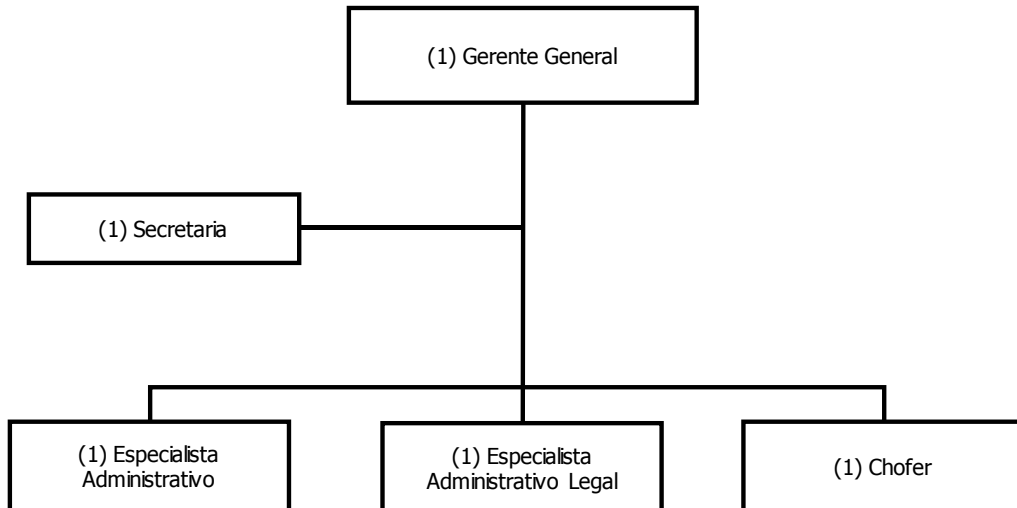 (1) Gerente General
(1) Secretaria
(1) Especialista
Administrativo
(1) Especialista
Administrativo Legal
(1) Chofer